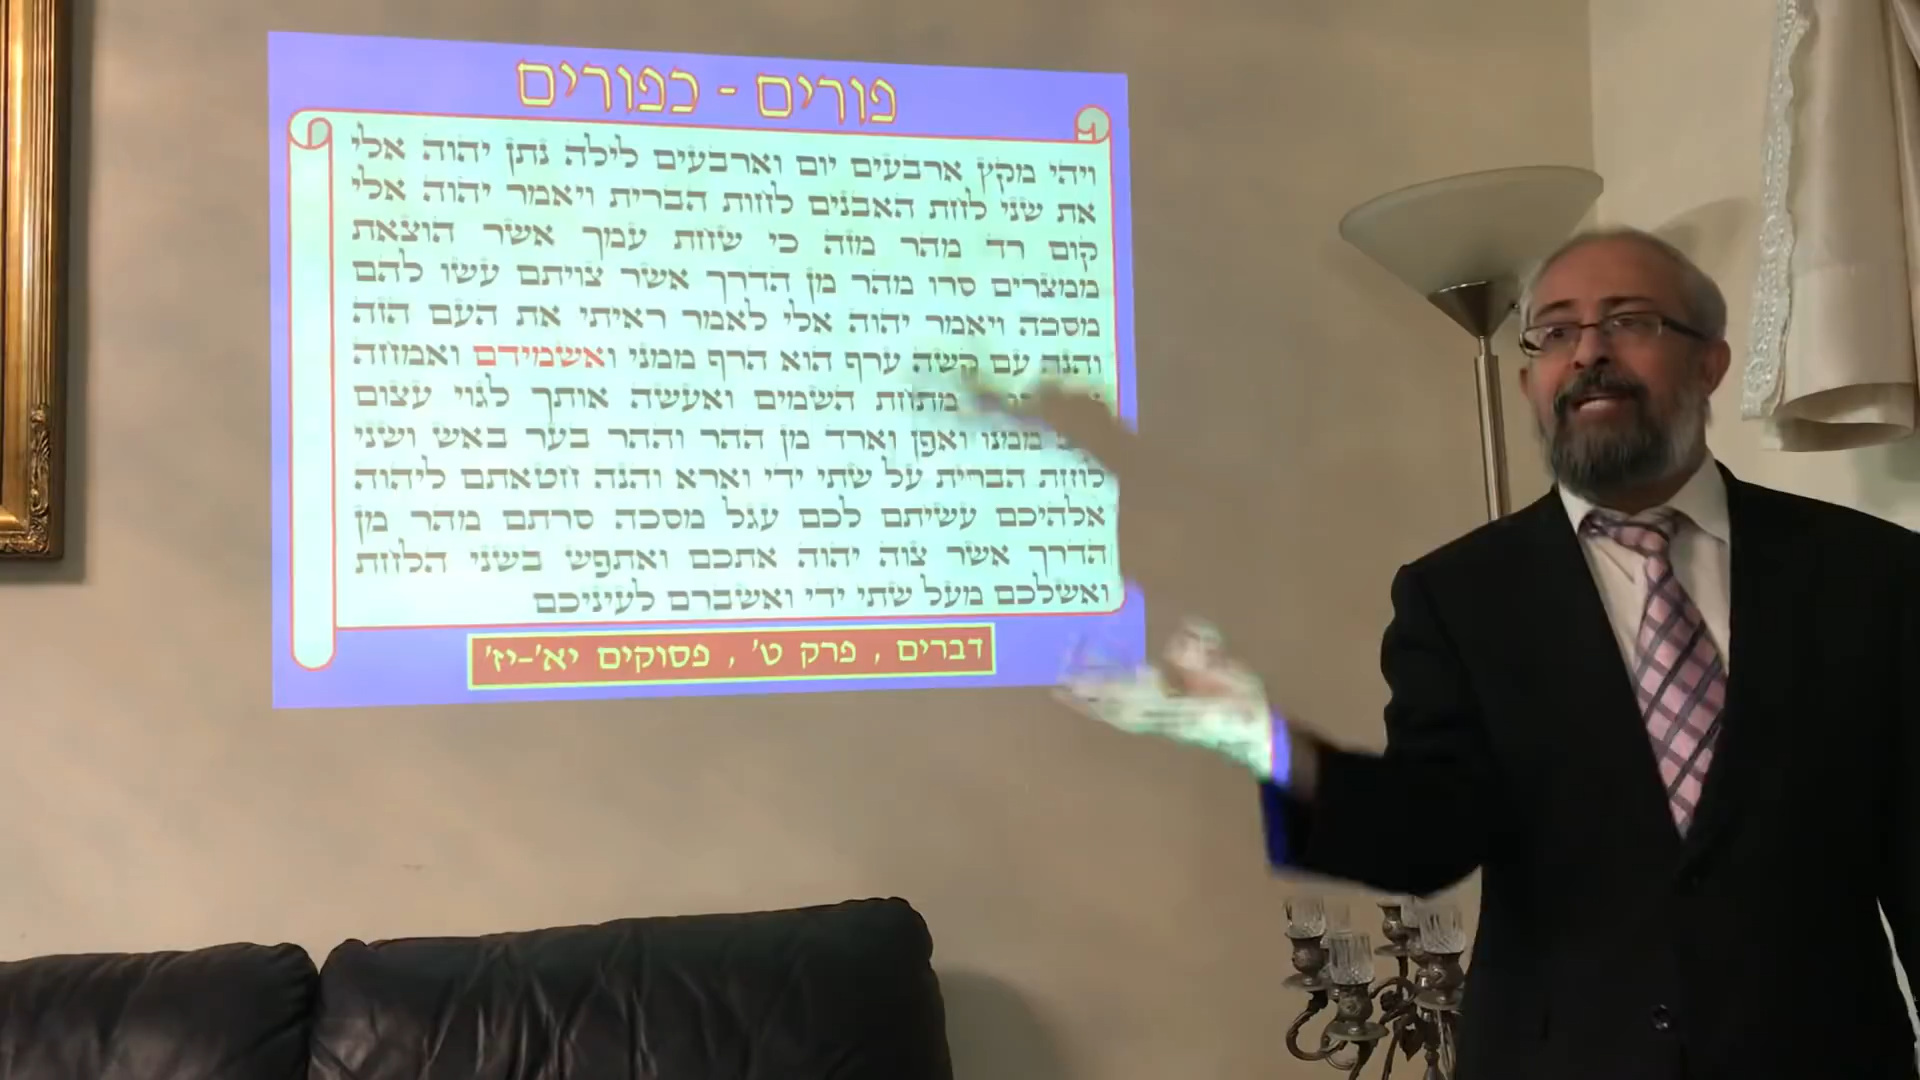 פורים - כפורים
ויהי מקץ ארבעים יום וארבעים לילה נתן יהוה אלי
את שני לחת האבנים לחות הברית ויאמר יהוה אלי
קום רד מהר מזה כי שחת עמך אשר הוצאת
ממצרים סרו מהר מן הדרך אשר צויתם עשו להם
מסכה ויאמר יהוה אלי לאמר ראיתי את העם הזה
והנה עם קשה ערף הוא הרף ממני ואשמידם ואמחה
מתחת השמים ואעשה אותך לגוי עצום
ממנו ואפן וארד מן ההר וההר בער באש ושני
לוחת הברית על שתי ידי וארא והנה חטאתם ליהוה
אלהיכם עשיתם לכם עגל מסכה סרתם מהר מן
הדרך אשר צוה יהוה אתכם ואתפש בשני הלחת
ואשלכם מעל שתי ידי ואשברם לעיניכם
דברים , פרק ט' , פסוקים יא'-יז'